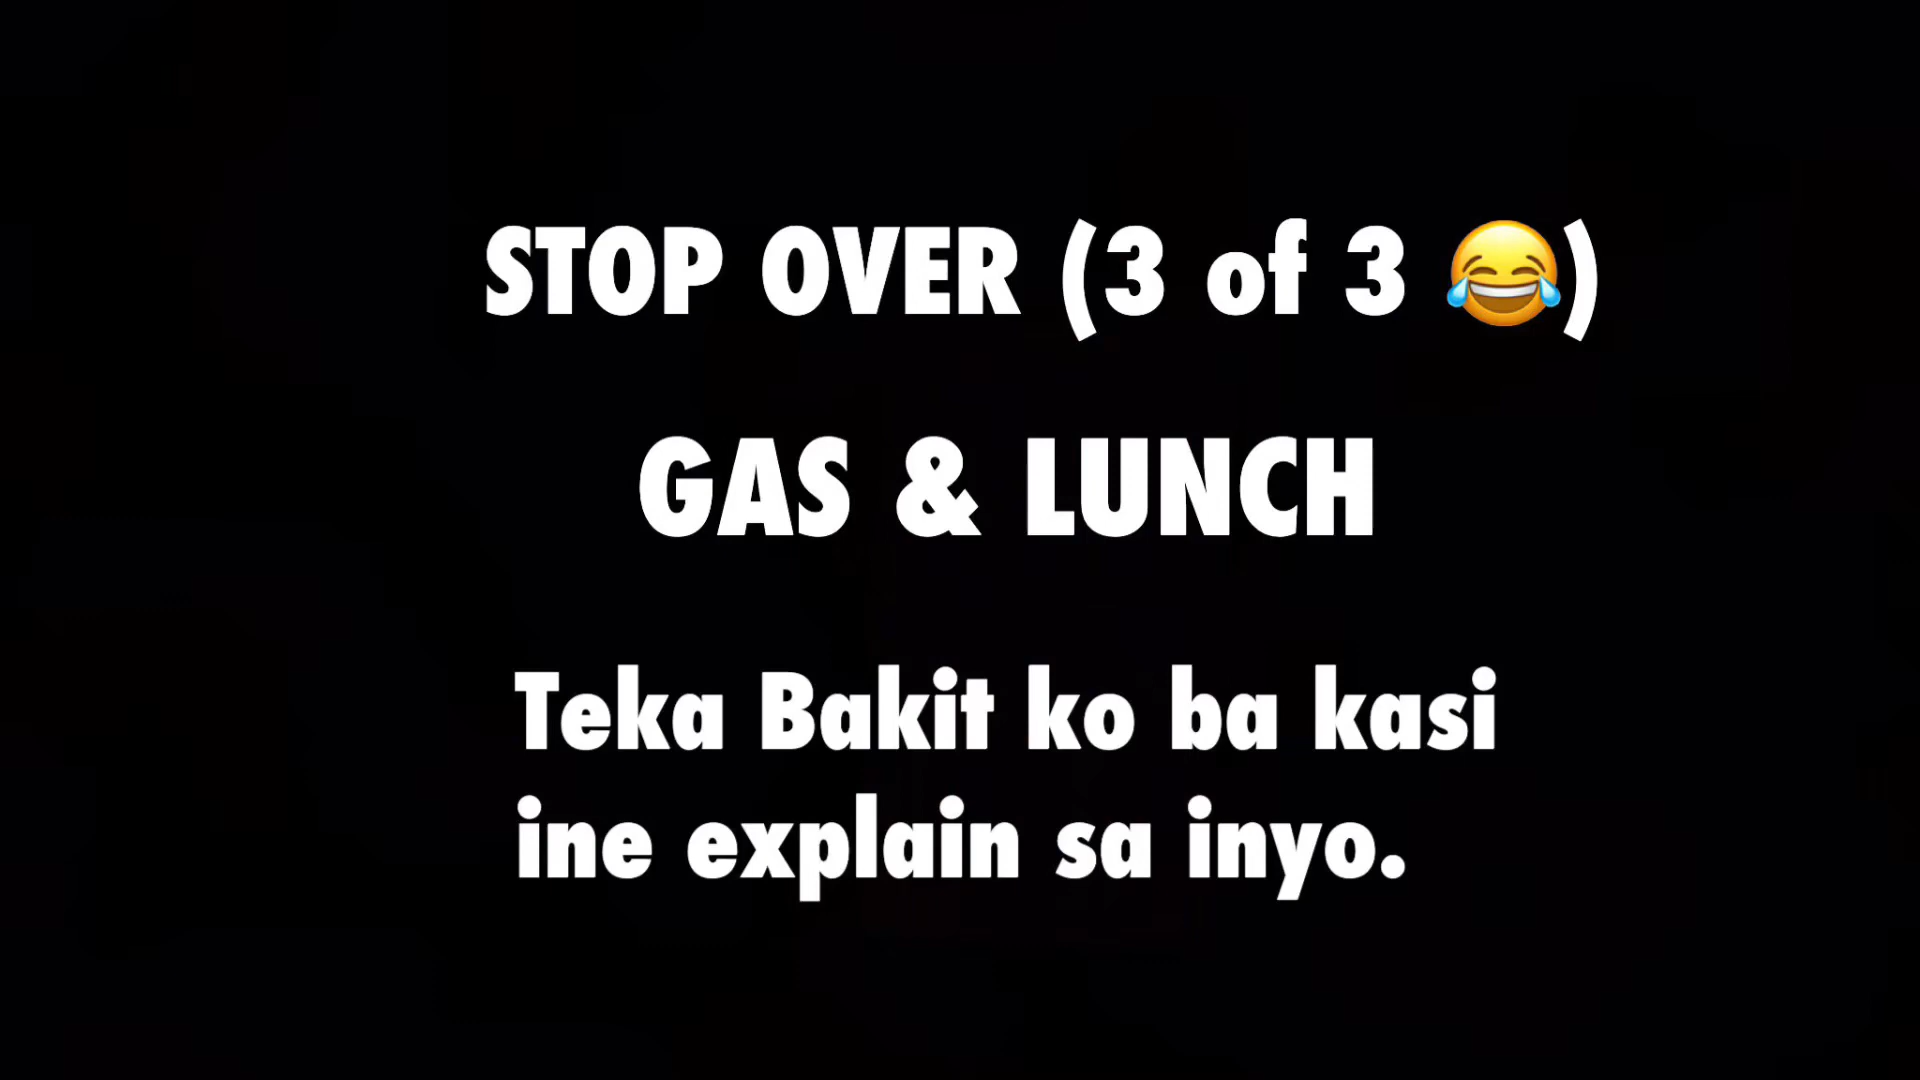 STOP OVER (3 of 3 😂)
GAS & LUNCH
Teka Bakit ko ba kasi
ine explain sa inyo.